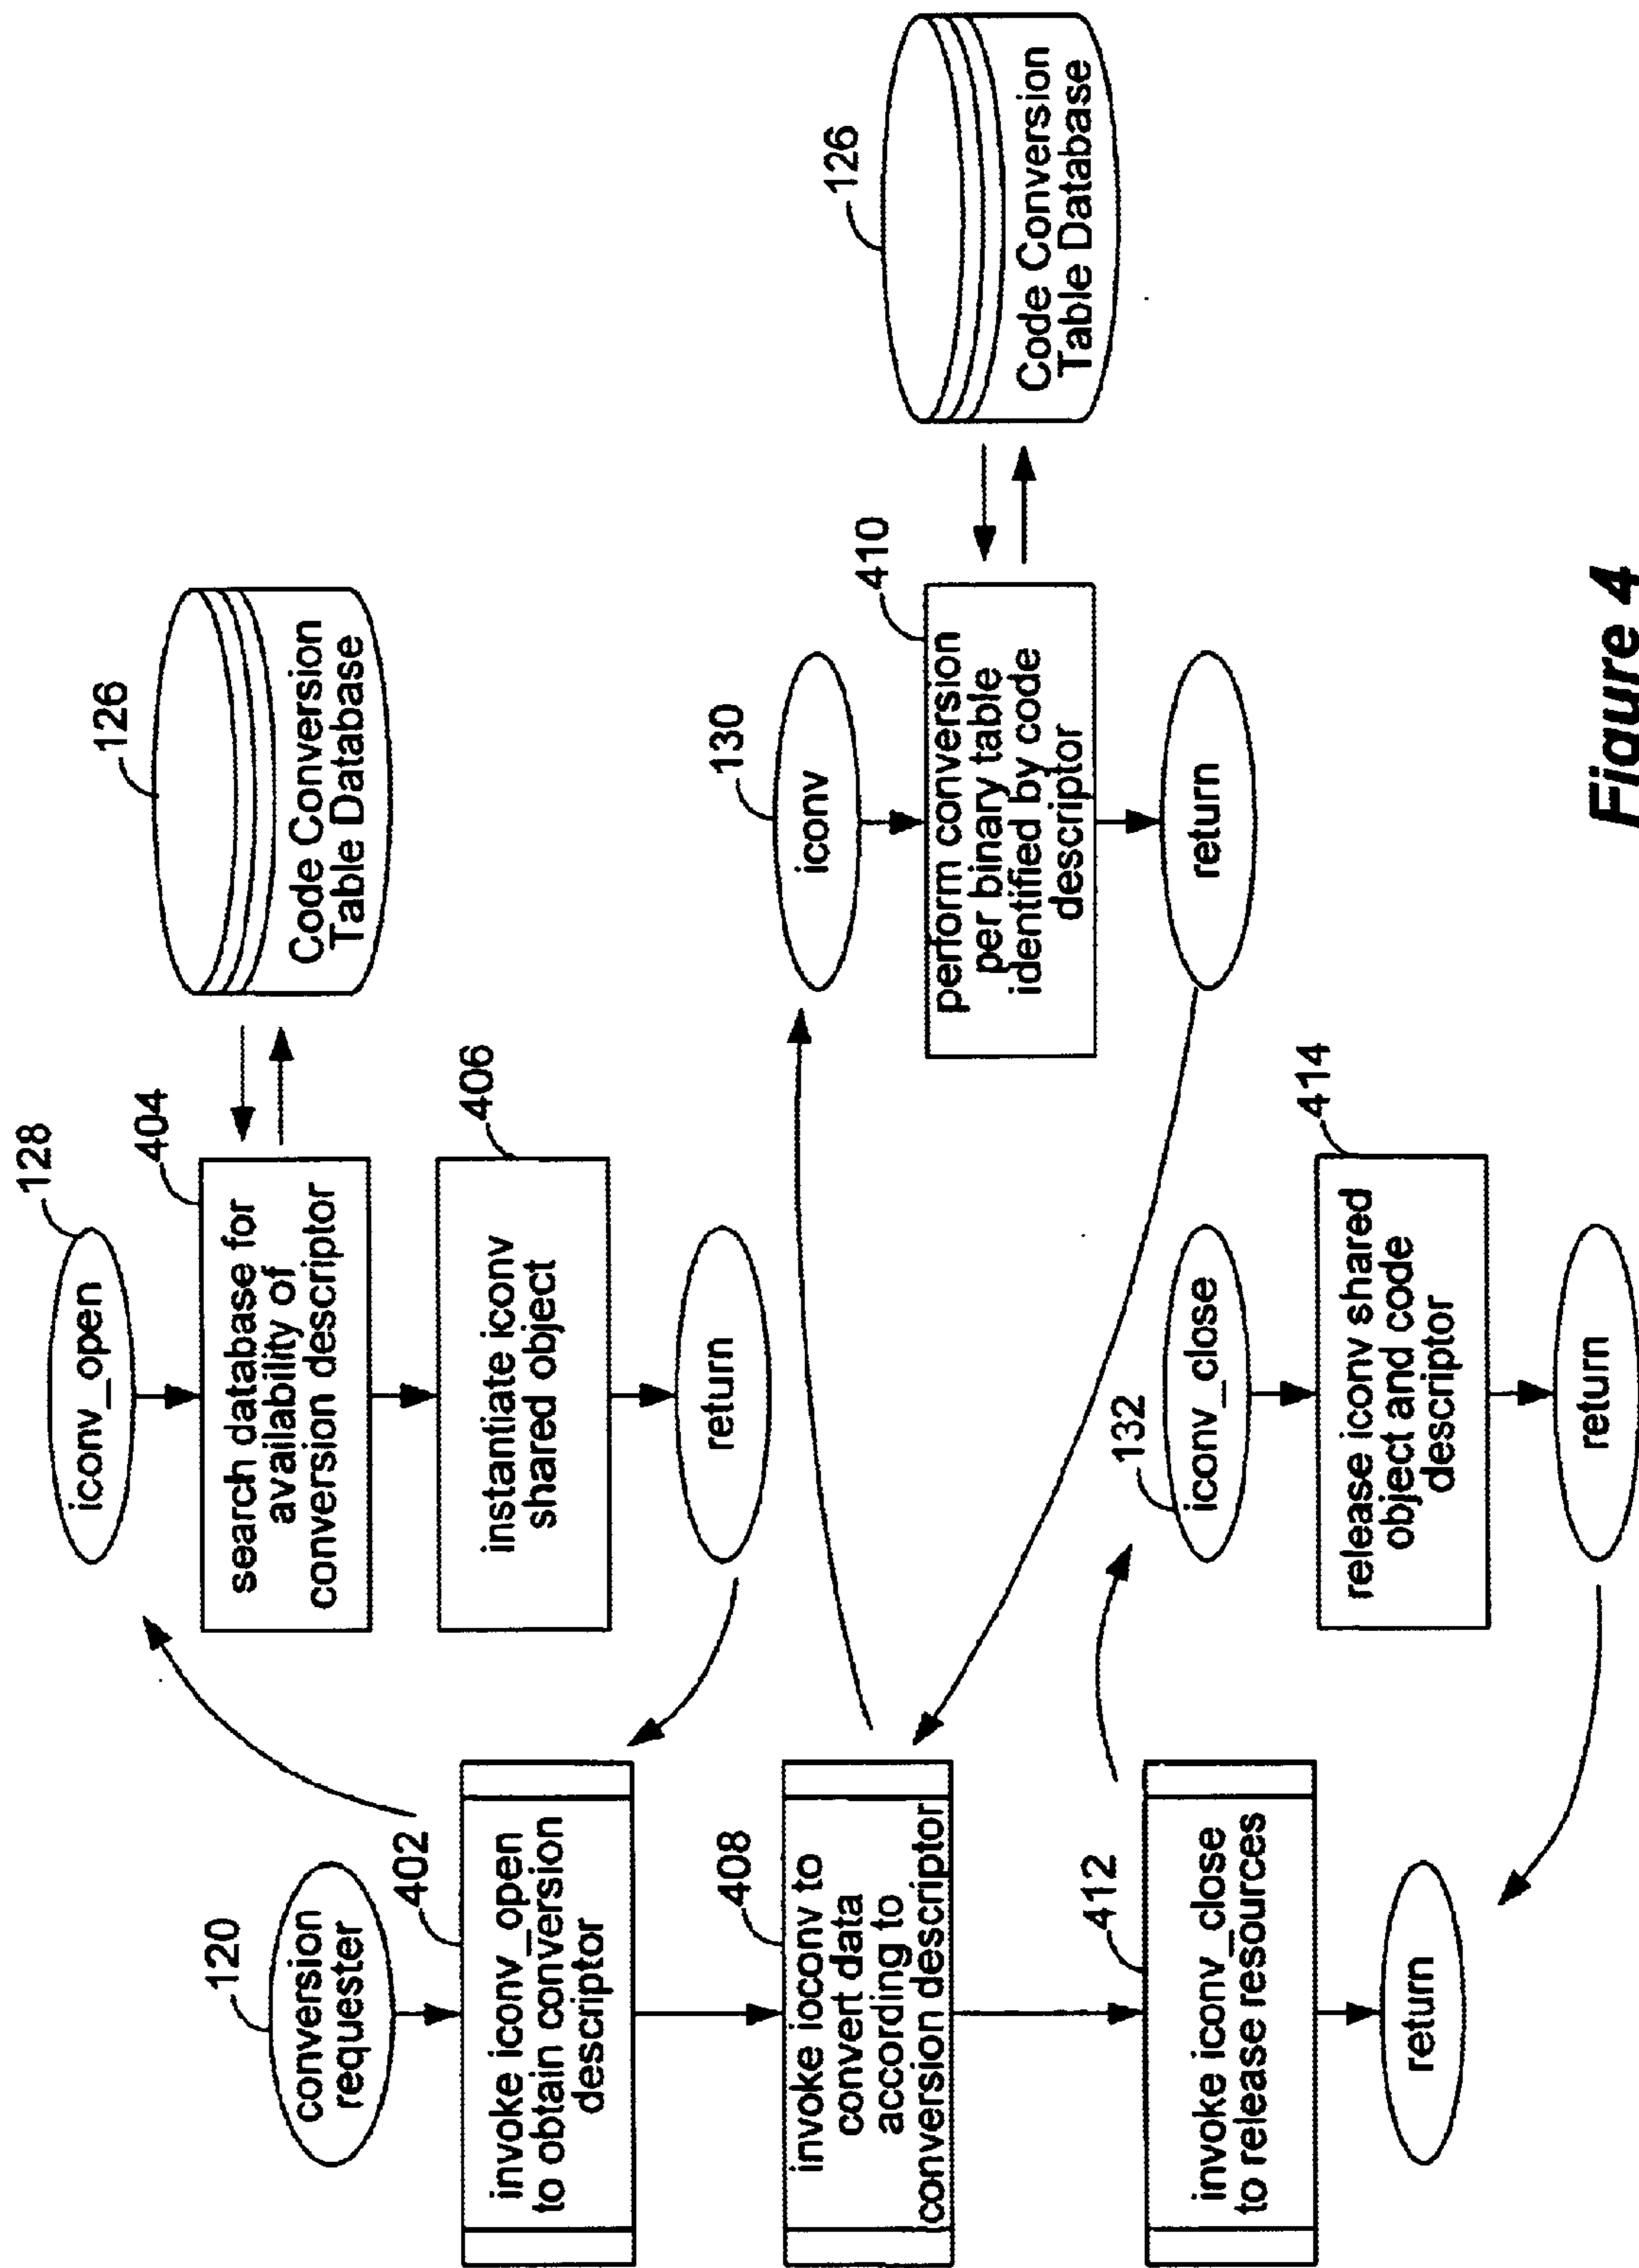 120
conversion
requester
402
invoke iconv_open
to obtain conversion
descriptor
408
invoke ioconv to
convert data
according to
conversion descriptor
412
invoke iconv_close
to release resources
return
128
iconv_open
404
search database for
availability of
conversion descriptor
406
instantiate iconv
shared object
return
126
Code Conversion
Table Database
130
iconv
410
perform conversion
per binary table
identified by code
descriptor
return
126
Code Conversion
Table Database
132
iconv_close
414
release iconv shared
object and code
descriptor
return
Figure 4